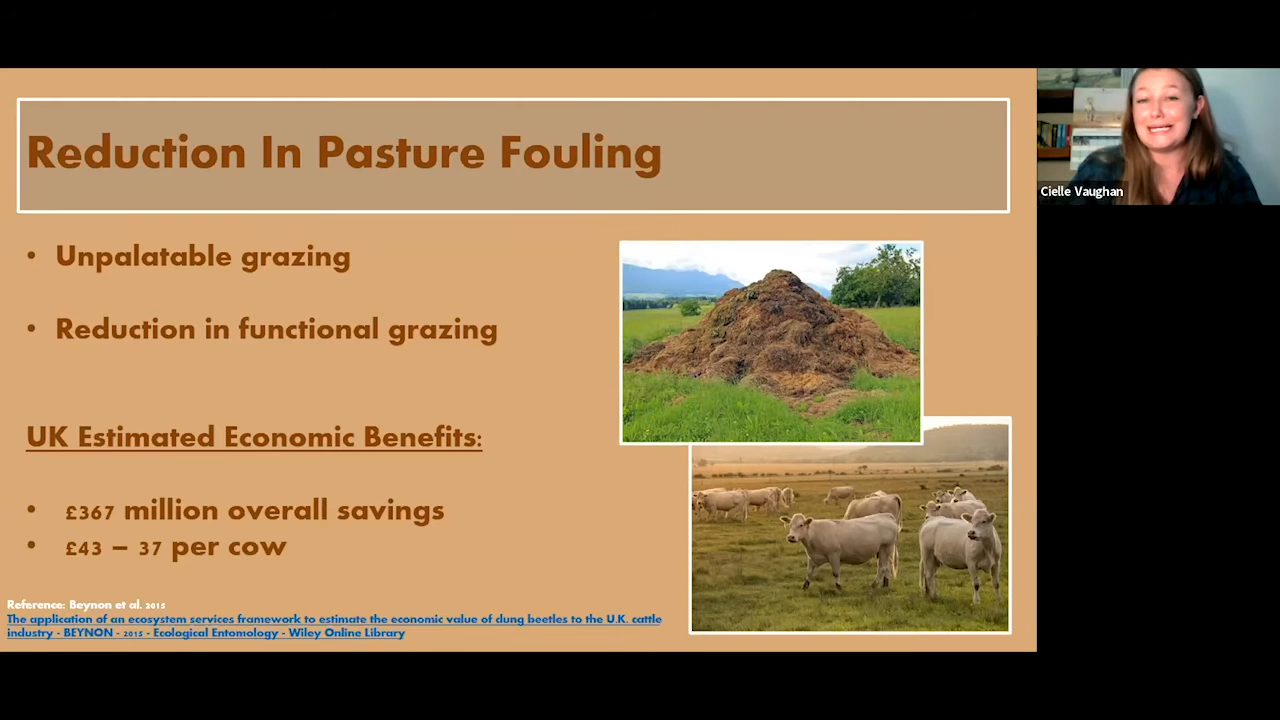 Reduction In Pasture Fouling
Cielle Vaughan
• Unpalatable grazing
• Reduction in functional grazing
UK Estimated Economic Benefits:
• £367 million overall savings
• £43 – 37 per cow
Reference: Beynon et al. 2015
The application of an ecosystem services framework to estimate the economic value of dung beetles to the U.K. cattle
industry - BEYNON - 2015 - Ecological Entomology - Wiley Online Library